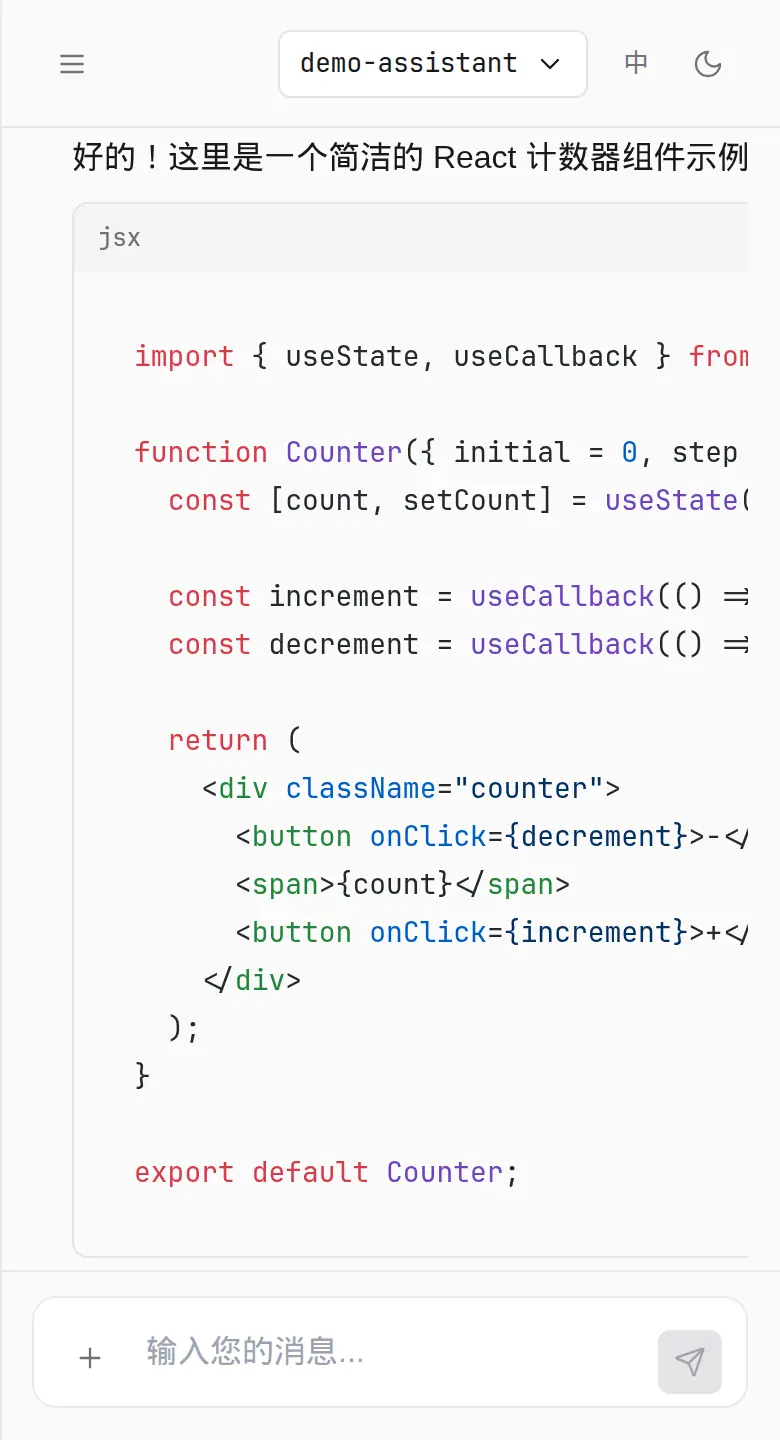 demo-assistant
中
好的！这里是一个简洁的 React 计数器组件示例
jsx
import { useState, useCallback } from
function Counter({ initial = 0, step
  const [count, setCount] = useState(
  const increment = useCallback(() =>
  const decrement = useCallback(() =>
  return (
    <div className="counter">
      <button onClick={decrement}>-</
      <span>{count}</span>
      <button onClick={increment}>+</
    </div>
  );
}
export default Counter;
输入您的消息...